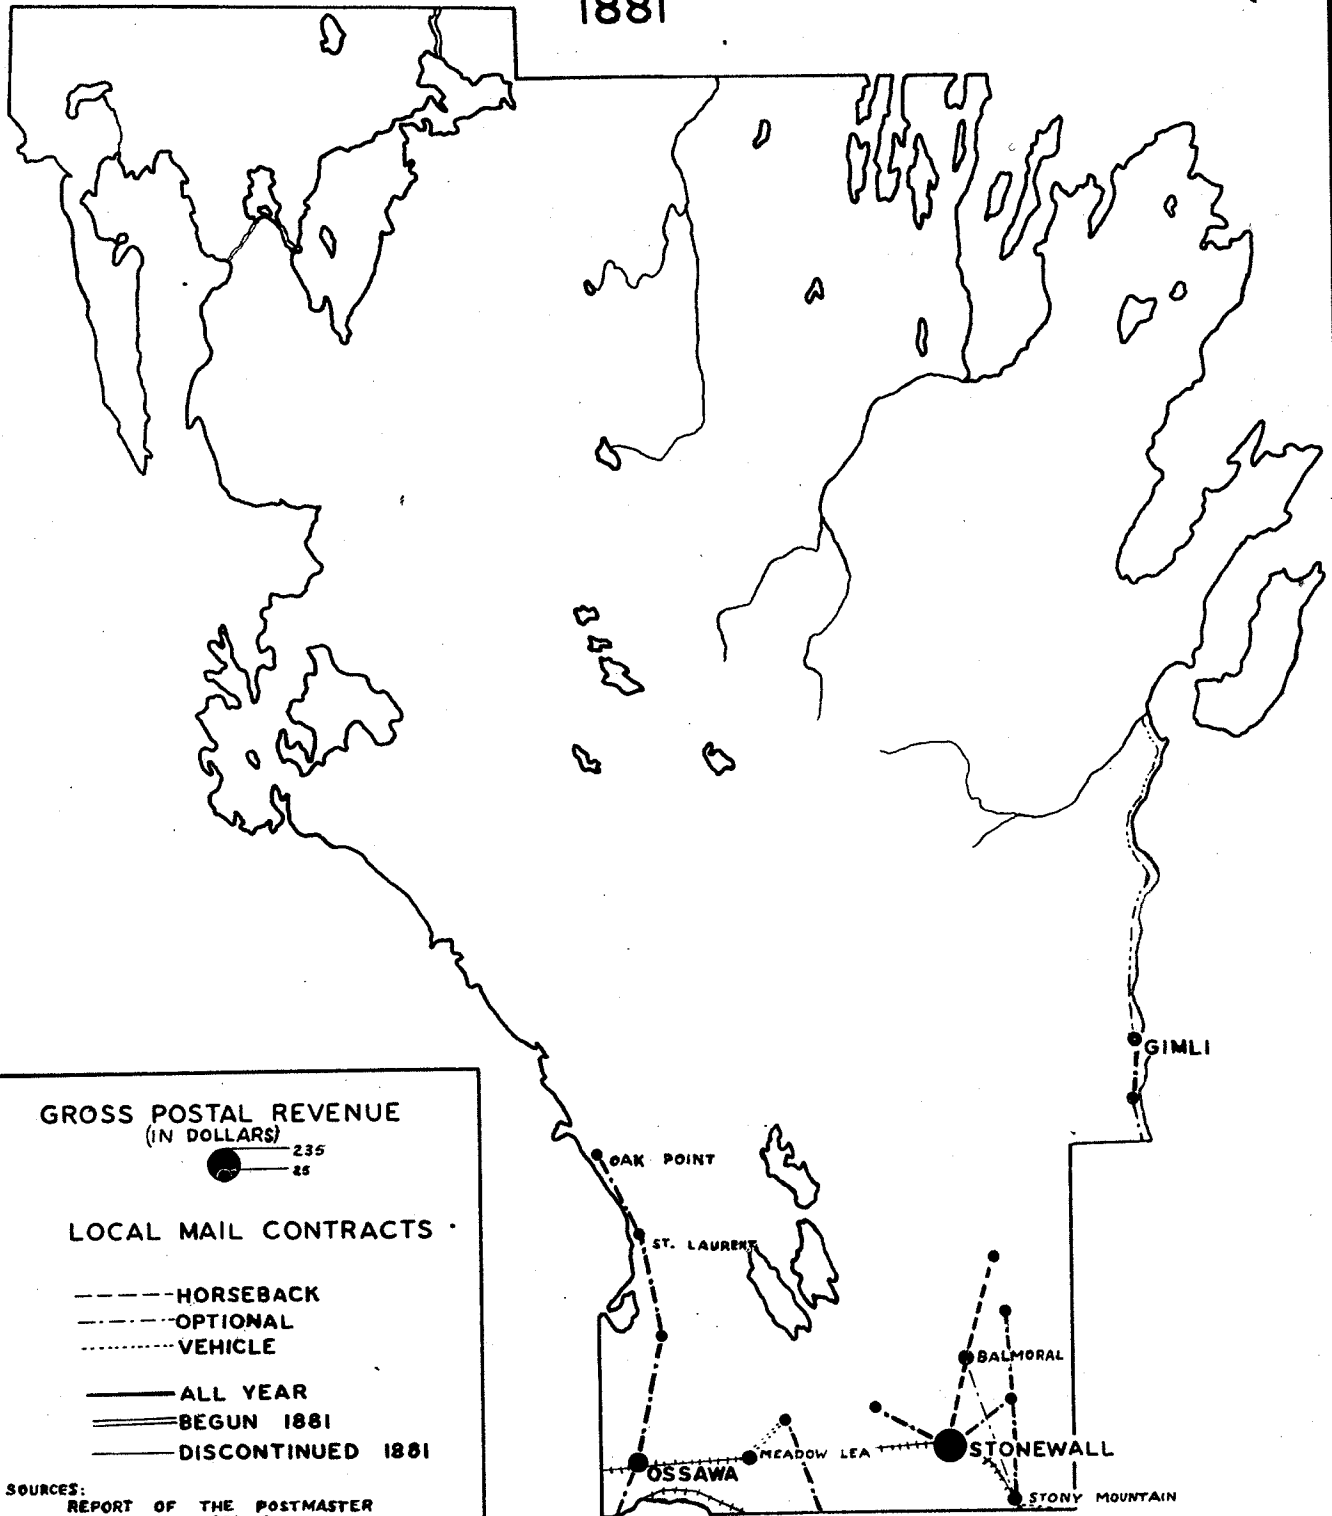 1881
GIMLI
OAK POINT
ST. LAURENT
BALMORAL
MEADOW LEA
STONEWALL
OSSAWA
STONY MOUNTAIN
GROSS POSTAL REVENUE
(IN DOLLARS)
235
25
LOCAL MAIL CONTRACTS
HORSEBACK
OPTIONAL
VEHICLE
ALL YEAR
BEGUN 1881
DISCONTINUED 1881
SOURCES:
REPORT OF THE POSTMASTER